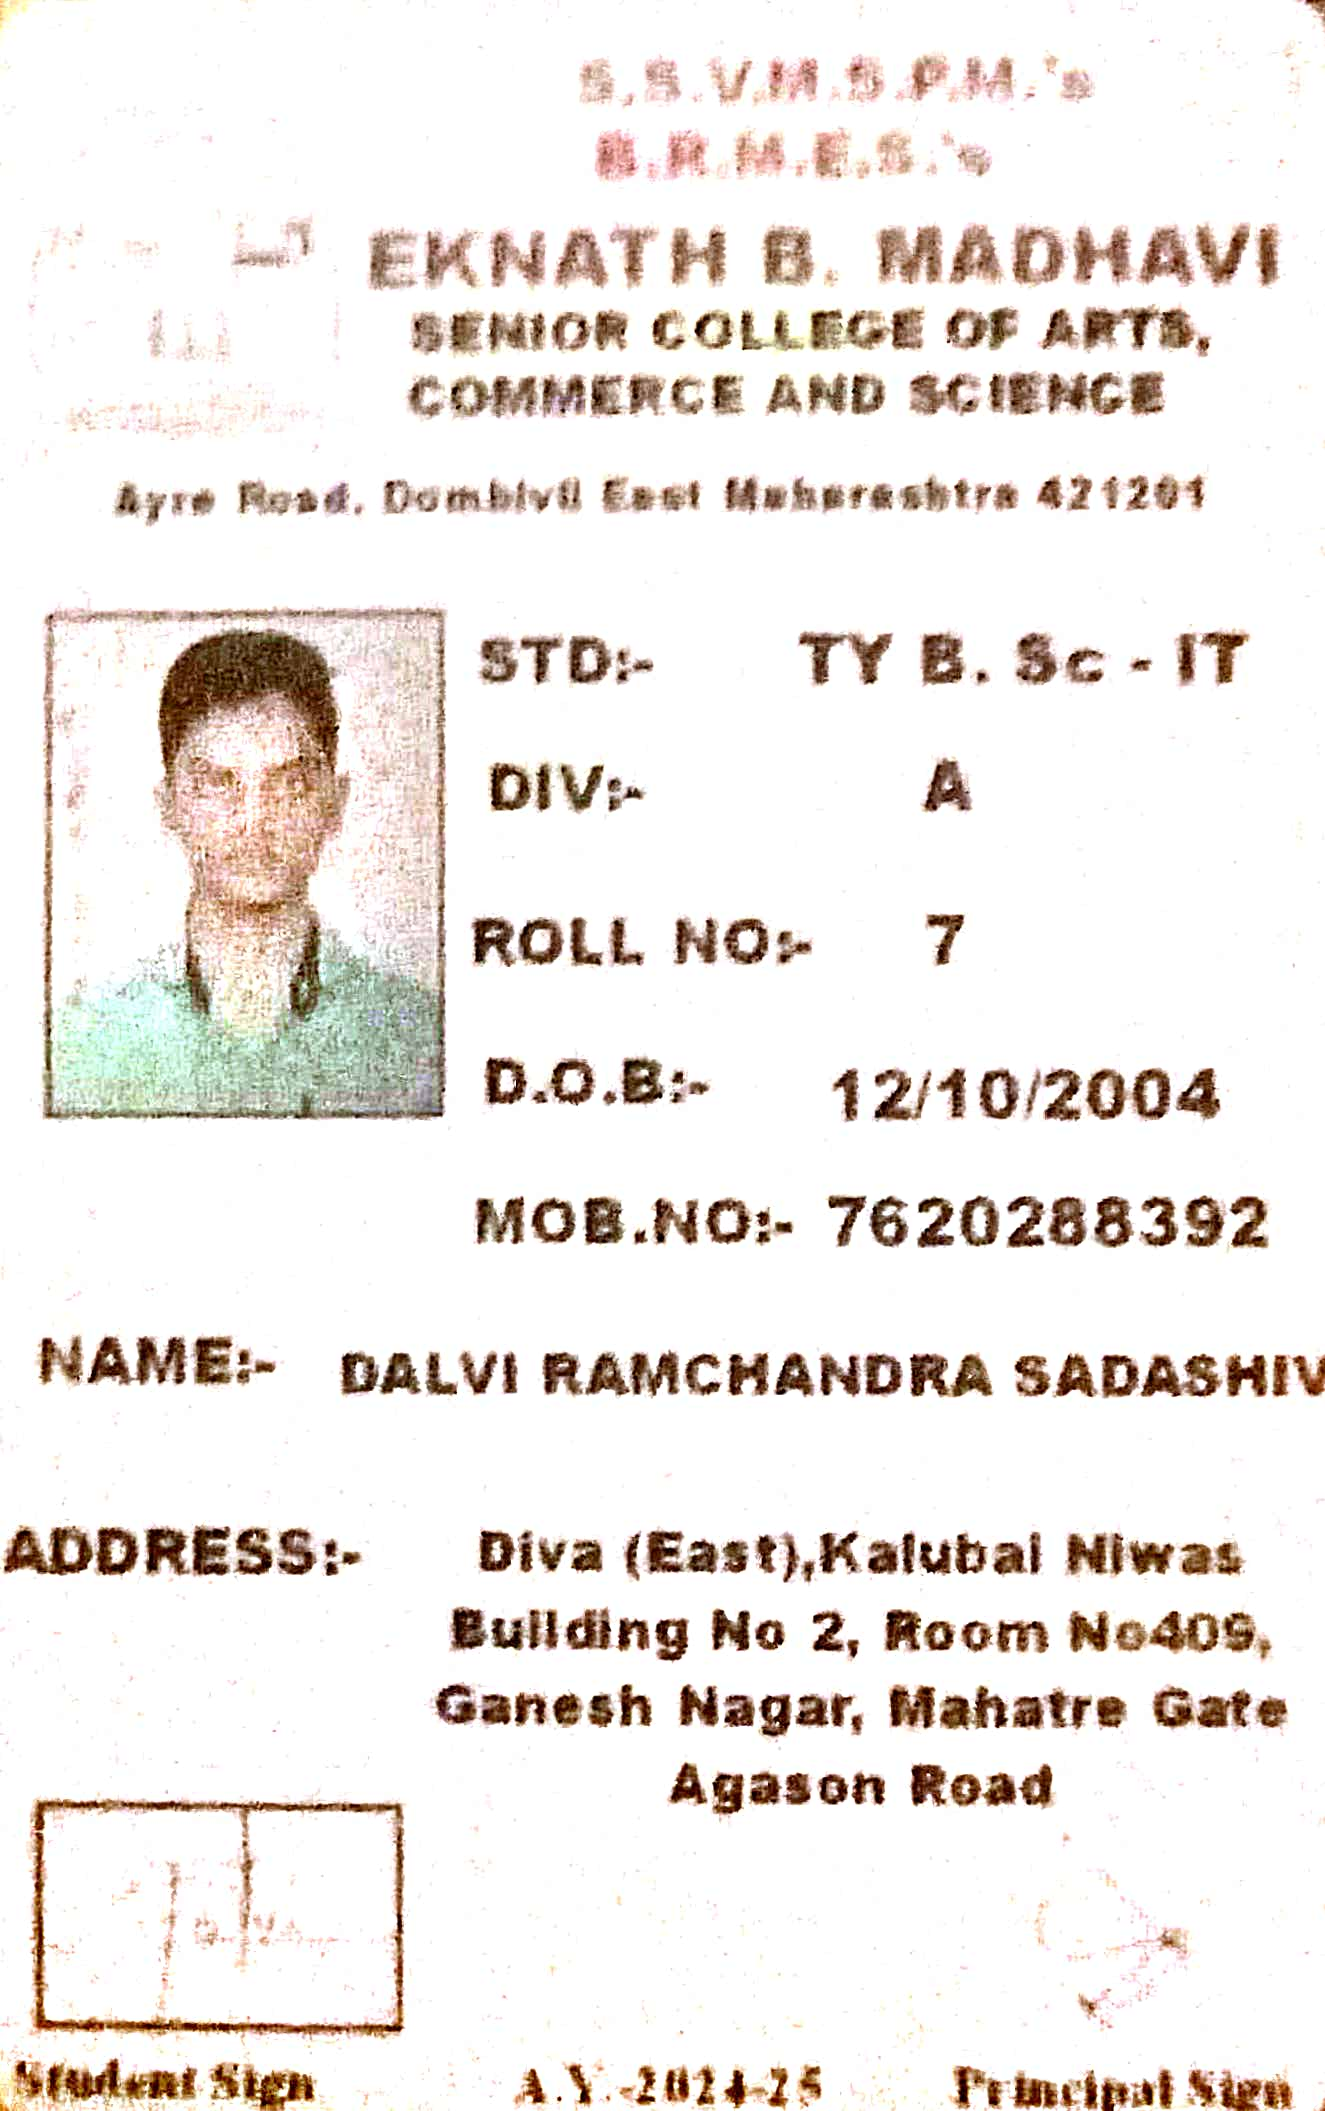 S.S.V.M.S.P.M.'s
B.R.M.E.S.'s
EKNATH B. MADHAVI
SENIOR COLLEGE OF ARTS,
COMMERCE AND SCIENCE
Ayre Road, Dombivli East Maharashtra 421201
STD:- TY B. Sc - IT
DIV:- A
ROLL NO:- 7
D.O.B:- 12/10/2004
MOB.NO:- 7620288392
NAME:- DALVI RAMCHANDRA SADASHIV
ADDRESS:- Diva (East),Kalubai Niwas
Building No 2, Room No409,
Ganesh Nagar, Mahatre Gate
Agason Road
Student Sign A.Y.-2024-25 Principal Sign